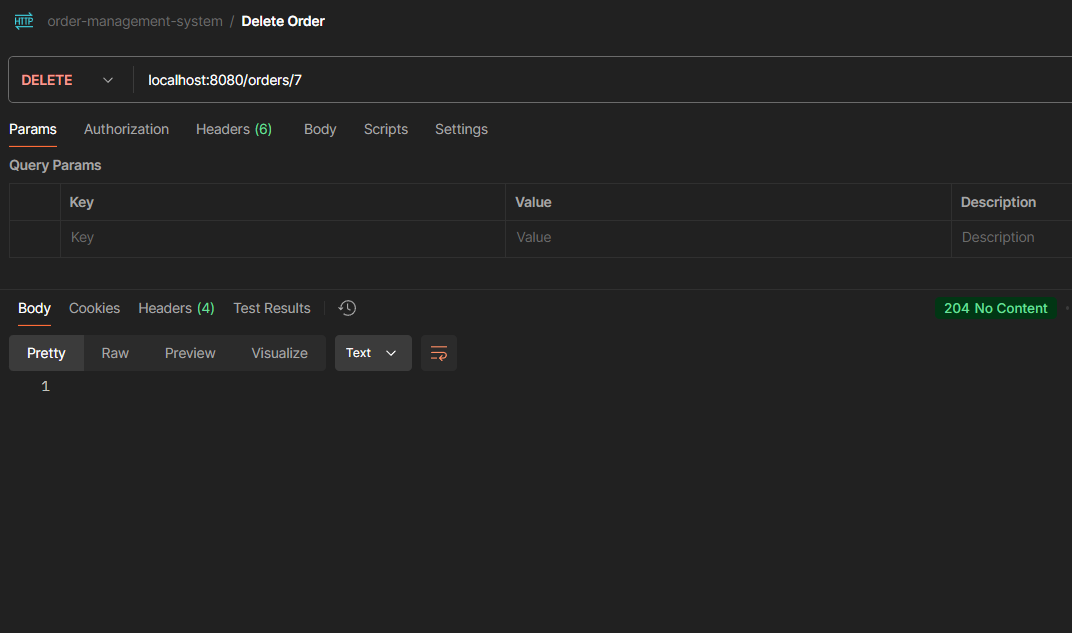 HTTP order-management-system / Delete Order
DELETE localhost:8080/orders/7
Params Authorization Headers (6) Body Scripts Settings
Query Params
Key Value Description
Key Value Description
Body Cookies Headers (4) Test Results 204 No Content
Pretty Raw Preview Visualize Text
1